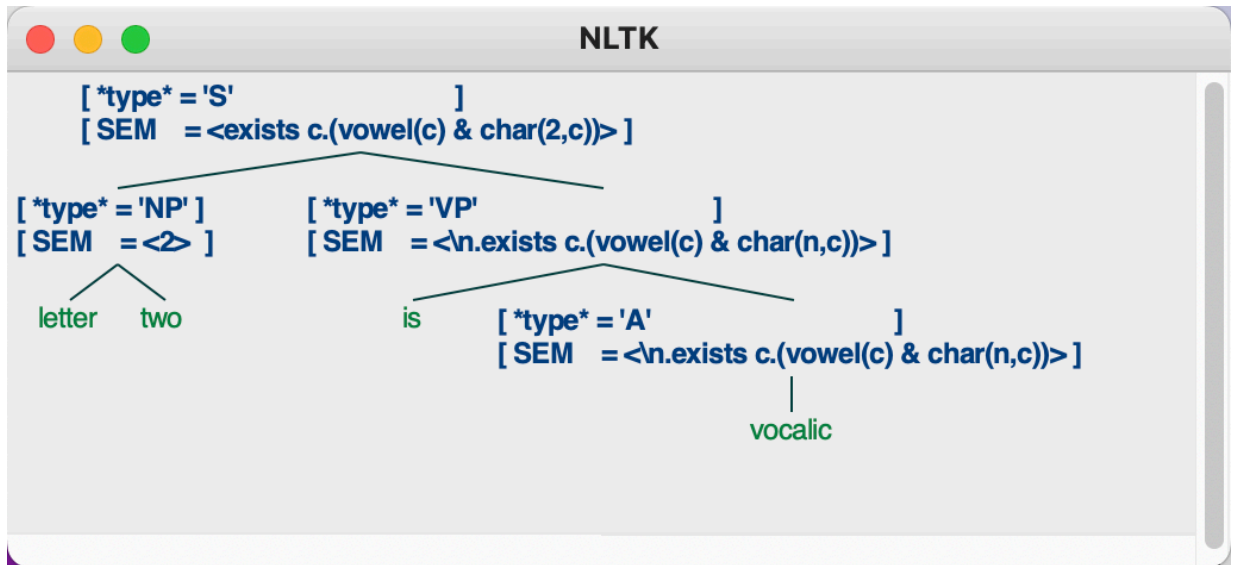 NLTK
[ *type* = 'S' ]
[ SEM = <exists c.(vowel(c) & char(2,c))> ]
[ *type* = 'NP' ] [ *type* = 'VP' ]
[ SEM = <2> ] [ SEM = <\n.exists c.(vowel(c) & char(n,c))> ]
letter two is [ *type* = 'A' ]
[ SEM = <\n.exists c.(vowel(c) & char(n,c))> ]
vocalic